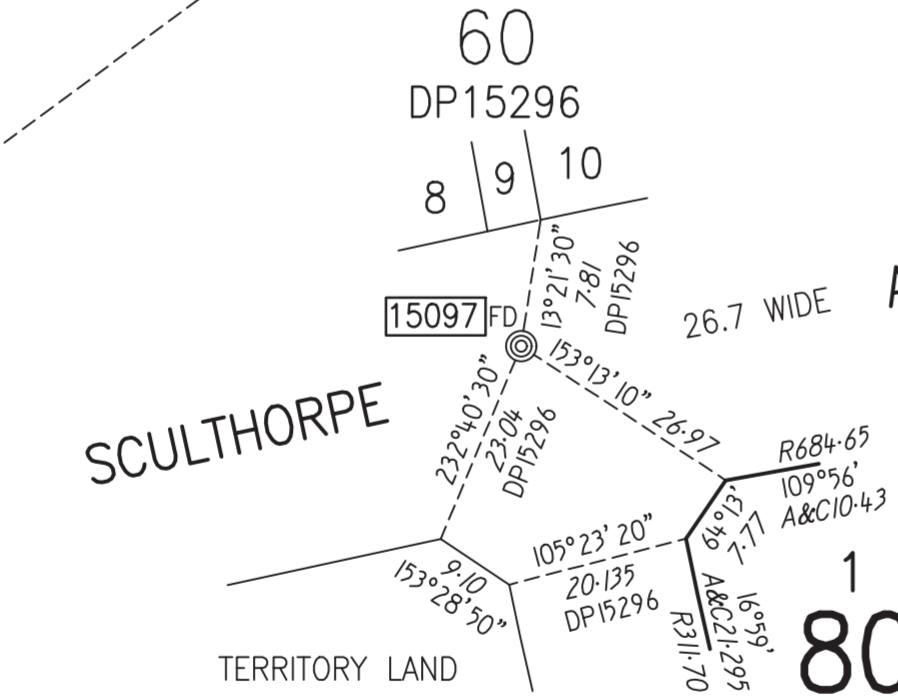 60
DP15296
8
9
10
13°21'30"
7·81
DP15296
15097 FD
26.7 WIDE
153°13'10" 26·97
SCULTHORPE
232°40'30"
23·04
DP15296
R684·65
109°56'
A&C10·43
64°13'
7·77
105°23'20"
20·135
DP15296
9·10
153°28'50"
16°59'
A&C21·295
R311·70
1
80
TERRITORY LAND